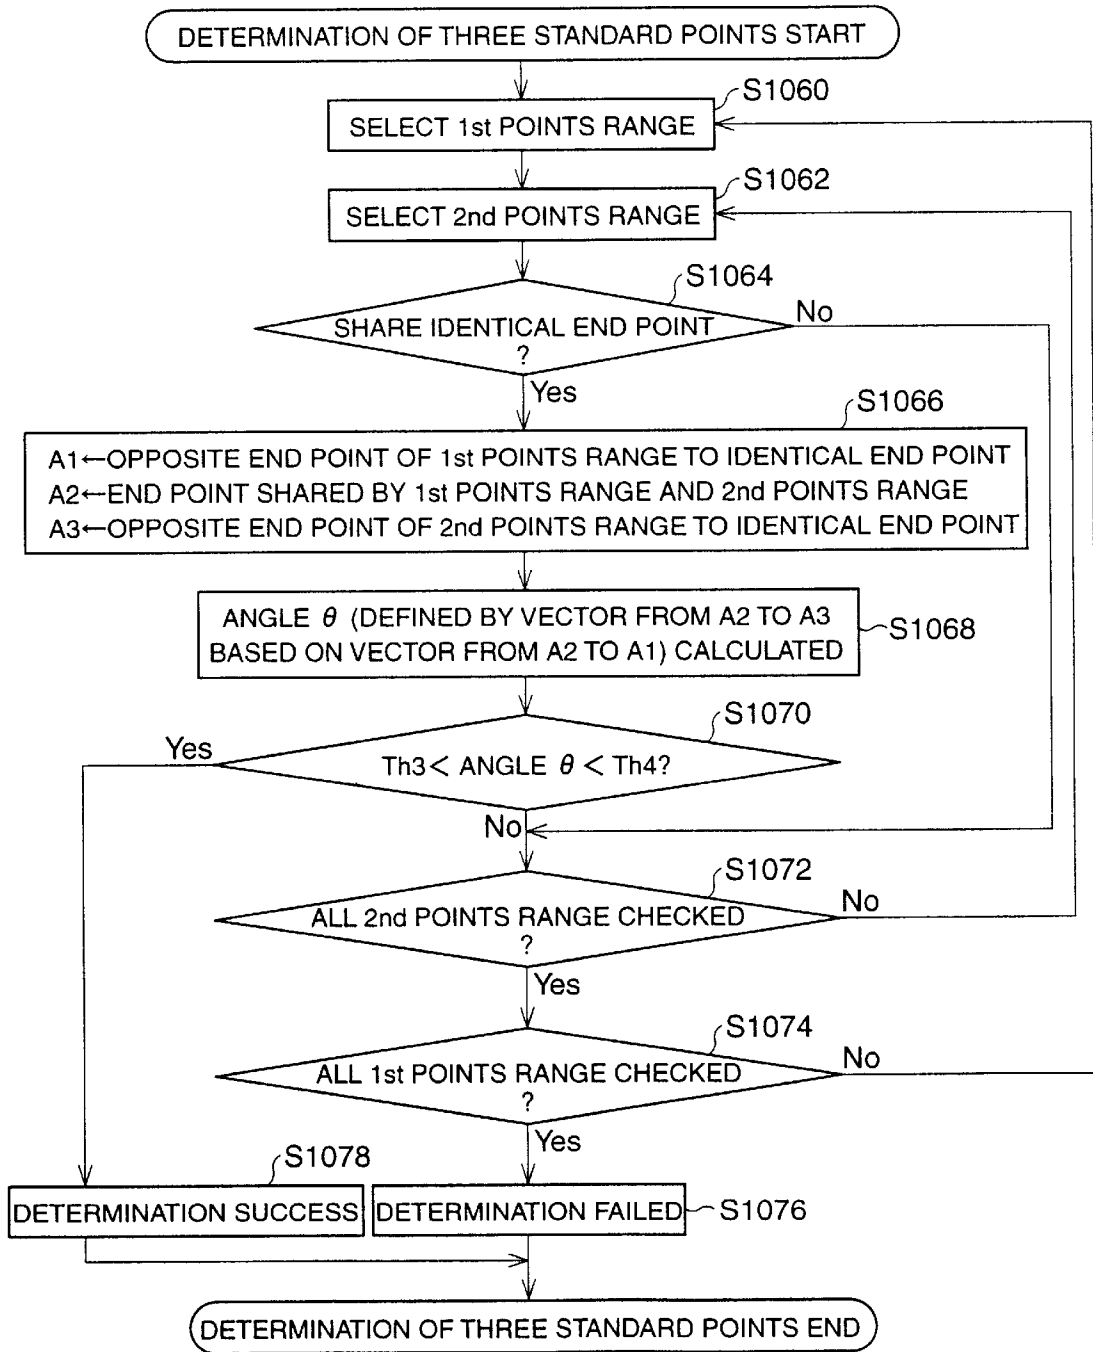 DETERMINATION OF THREE STANDARD POINTS START
S1060
SELECT 1st POINTS RANGE
S1062
SELECT 2nd POINTS RANGE
S1064
SHARE IDENTICAL END POINT
?
No
Yes
S1066
A1←OPPOSITE END POINT OF 1st POINTS RANGE TO IDENTICAL END POINT
A2←END POINT SHARED BY 1st POINTS RANGE AND 2nd POINTS RANGE
A3←OPPOSITE END POINT OF 2nd POINTS RANGE TO IDENTICAL END POINT
ANGLE θ (DEFINED BY VECTOR FROM A2 TO A3
BASED ON VECTOR FROM A2 TO A1) CALCULATED
S1068
S1070
Yes
Th3< ANGLE θ < Th4?
No
S1072
ALL 2nd POINTS RANGE CHECKED
?
No
Yes
S1074
ALL 1st POINTS RANGE CHECKED
?
No
Yes
S1078
DETERMINATION SUCCESS
DETERMINATION FAILED
S1076
DETERMINATION OF THREE STANDARD POINTS END